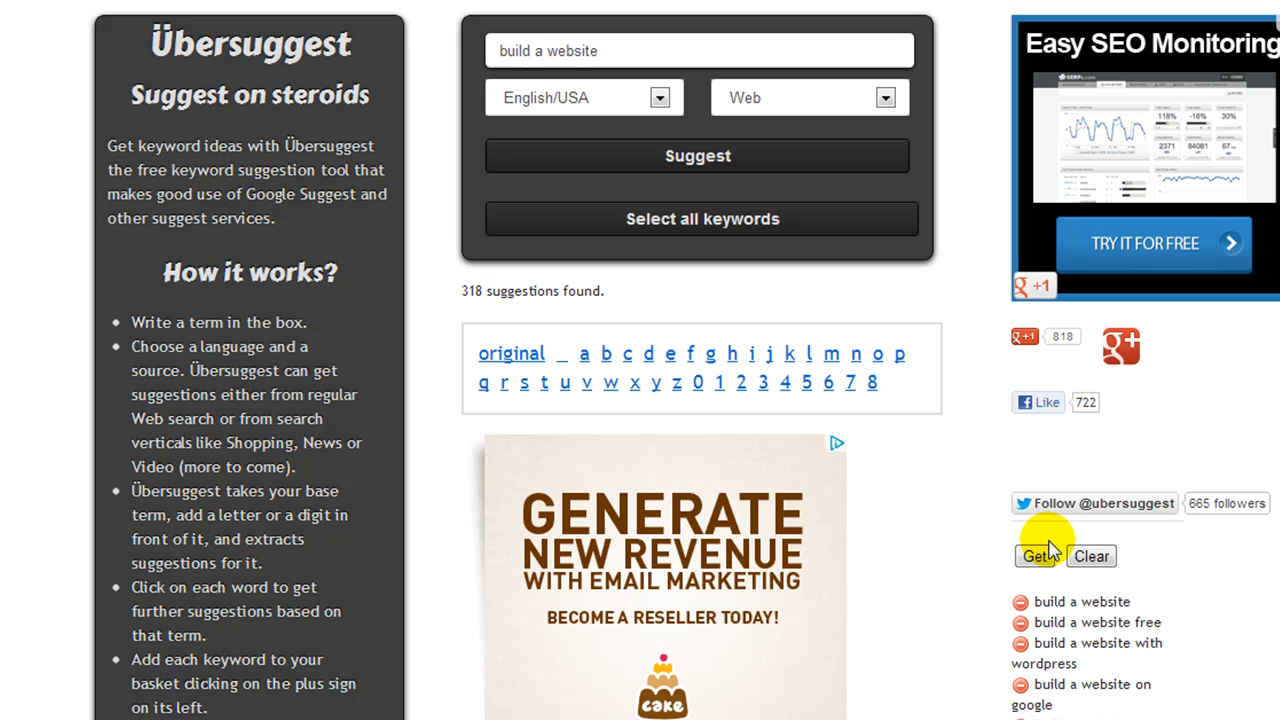 Übersuggest
Suggest on steroids
Get keyword ideas with Übersuggest
the free keyword suggestion tool that
makes good use of Google Suggest and
other suggest services.
How it works?
Write a term in the box.
Choose a language and a
source. Übersuggest can get
suggestions either from regular
Web search or from search
verticals like Shopping, News or
Video (more to come).
Übersuggest takes your base
term, add a letter or a digit in
front of it, and extracts
suggestions for it.
Click on each word to get
further suggestions based on
that term.
Add each keyword to your
basket clicking on the plus sign
on its left.
build a website
English/USA
Web
Suggest
Select all keywords
318 suggestions found.
original _ a b c d e f g h i j k l m n o p
q r s t u v w x y z 0 1 2 3 4 5 6 7 8
GENERATE
NEW REVENUE
WITH EMAIL MARKETING
BECOME A RESELLER TODAY!
cake
Easy SEO Monitoring
118% -16% 30%
2371 84081 67
TRY IT FOR FREE
g +1
g +1 818
g+
Like 722
Follow @ubersuggest 665 followers
Get Clear
build a website
build a website free
build a website with
wordpress
build a website on
google